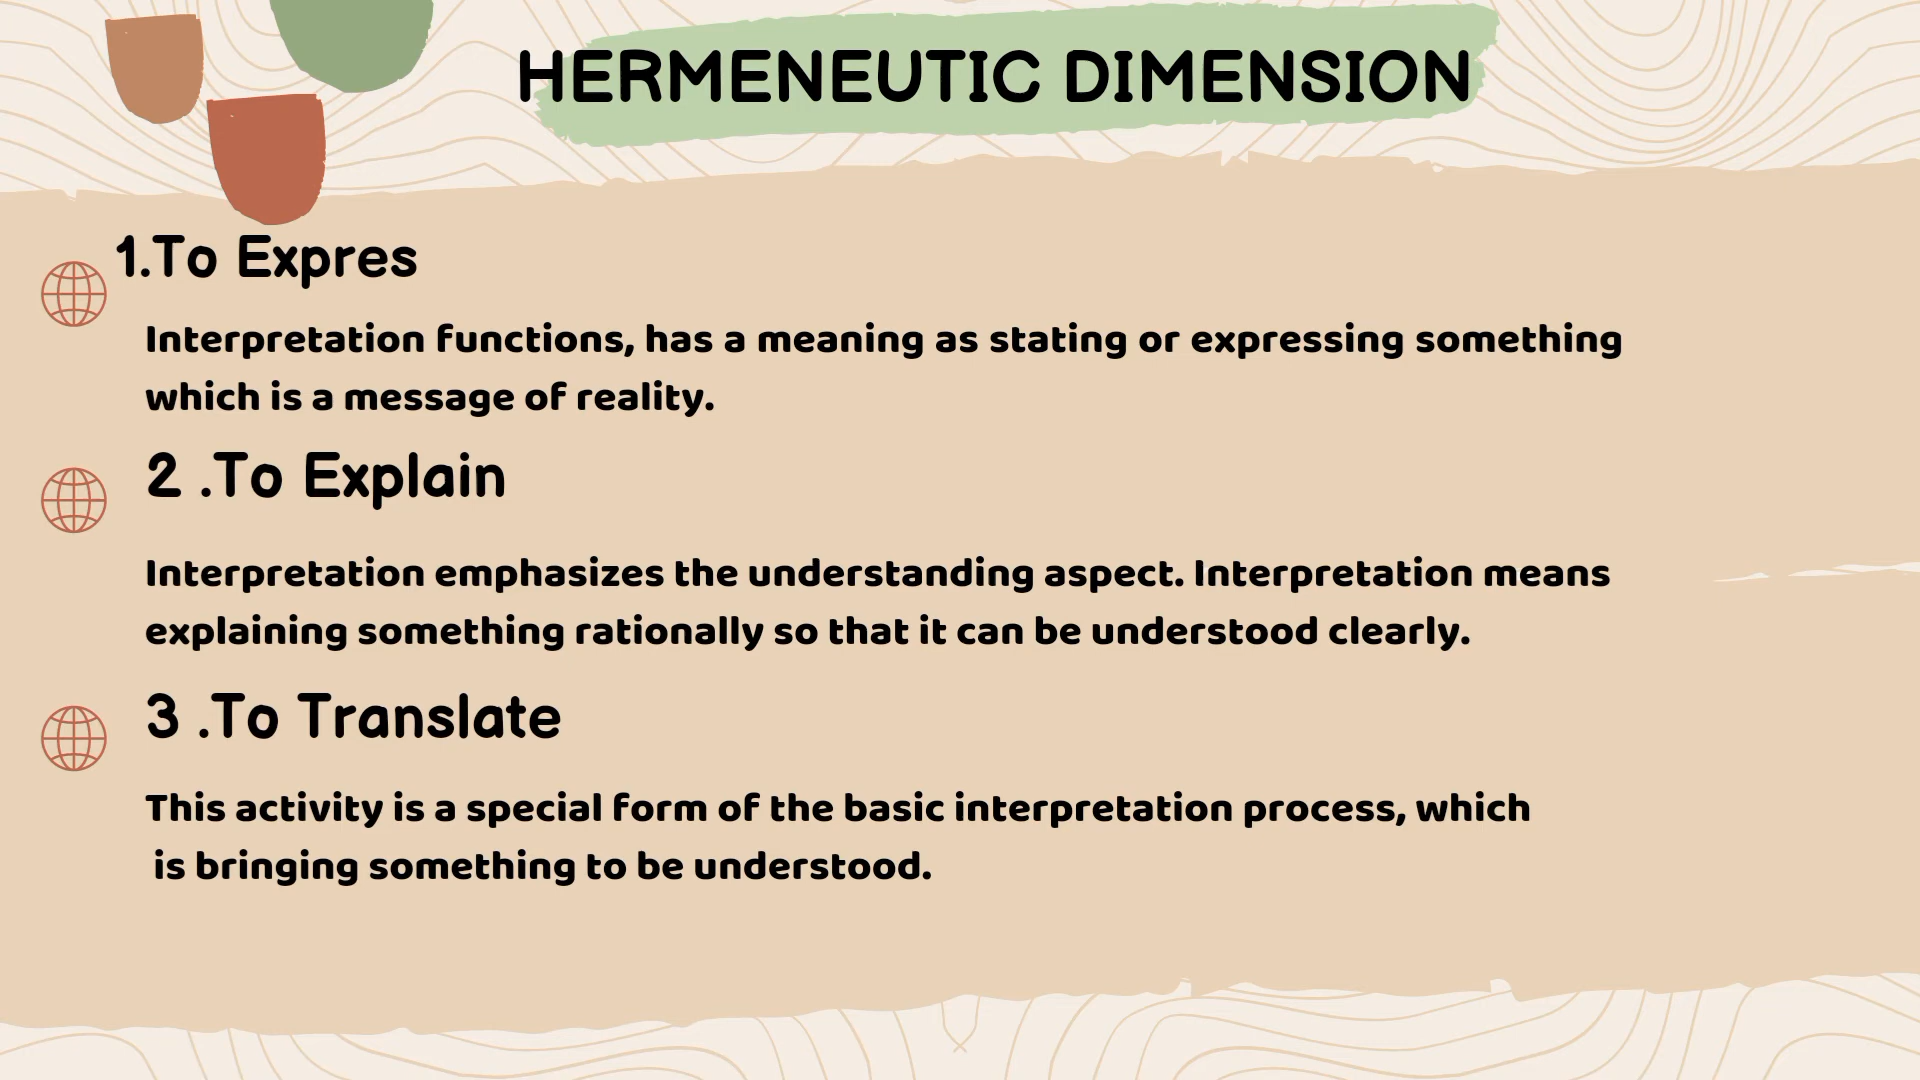 HERMENEUTIC DIMENSION
1.To Expres
Interpretation functions, has a meaning as stating or expressing something
which is a message of reality.
2 .To Explain
Interpretation emphasizes the understanding aspect. Interpretation means
explaining something rationally so that it can be understood clearly.
3 .To Translate
This activity is a special form of the basic interpretation process, which
is bringing something to be understood.